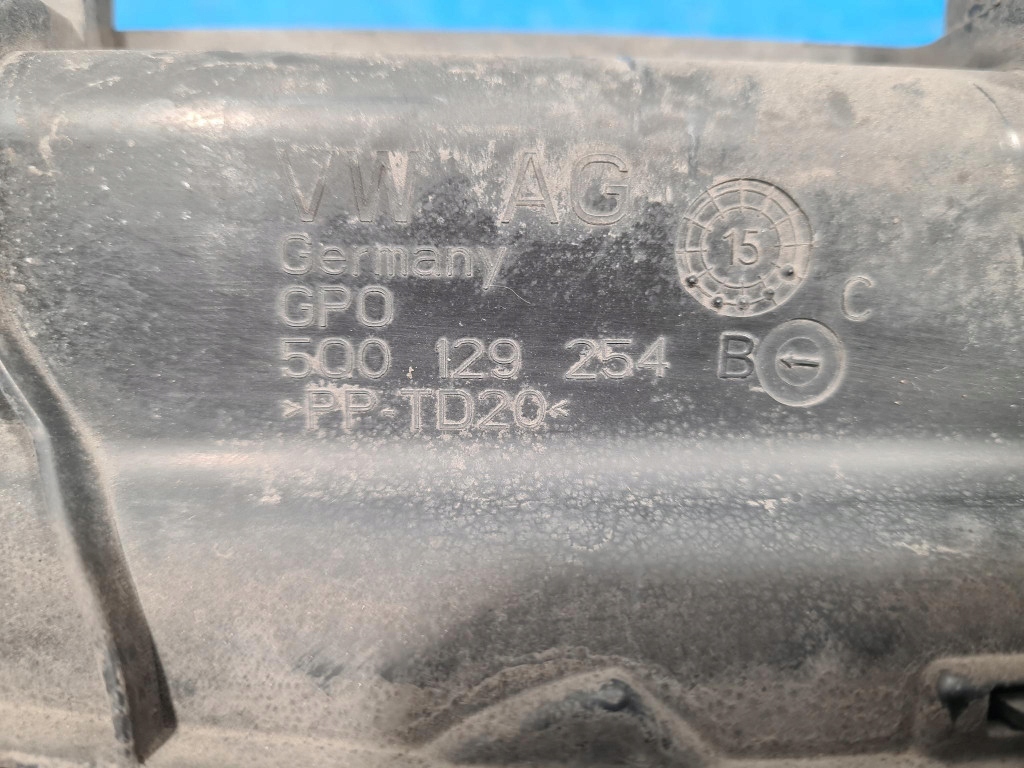 VW AG
Germany
GPO
5Q0 129 254
>PP-TD20<
15
C
B